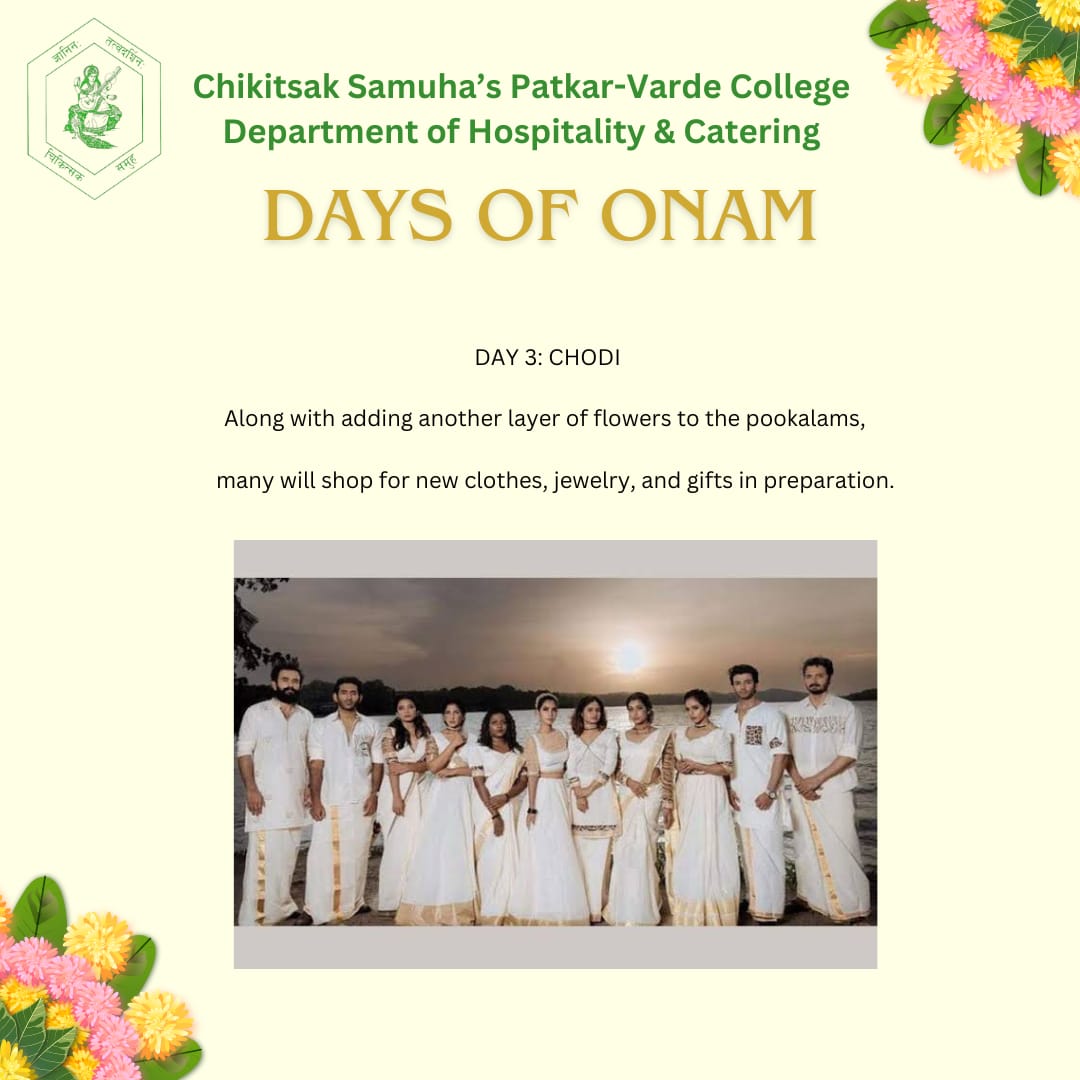 ज्ञानिनः तत्वदर्शिनः
चिकित्सक समुह
Chikitsak Samuha’s Patkar-Varde College
Department of Hospitality & Catering
DAYS OF ONAM
DAY 3: CHODI
Along with adding another layer of flowers to the pookalams,
many will shop for new clothes, jewelry, and gifts in preparation.